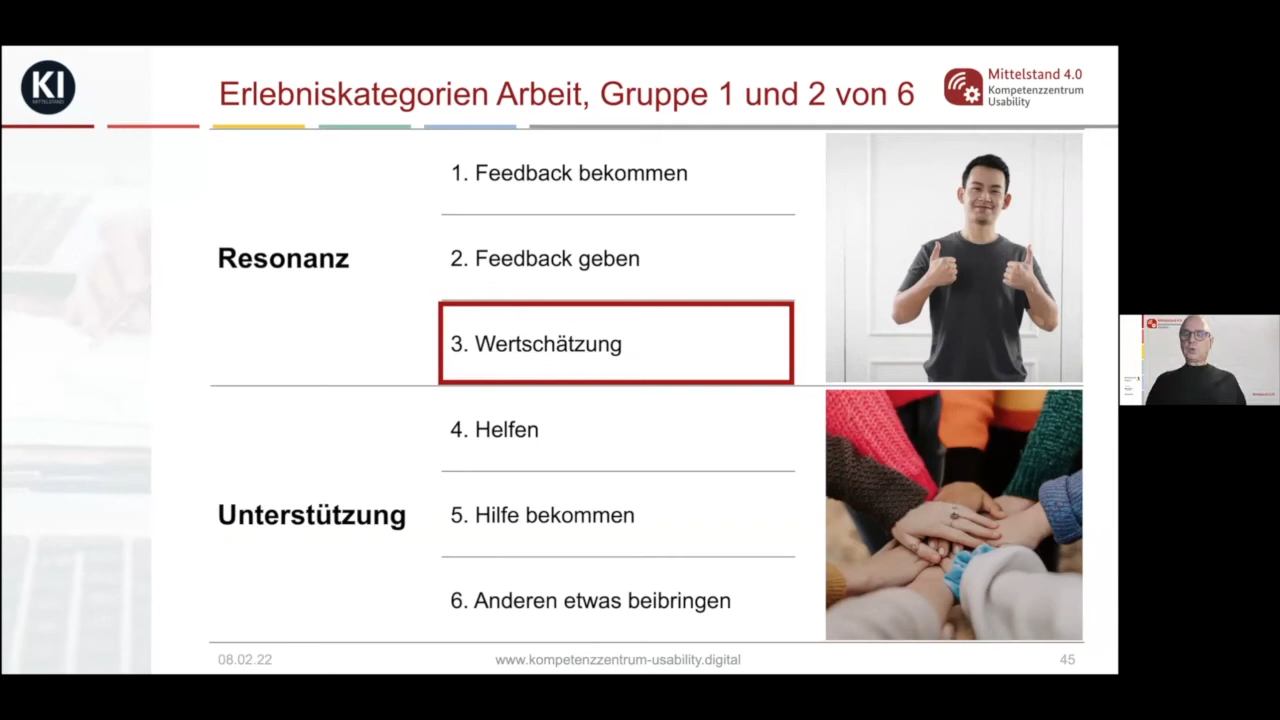 KI
MITTELSTAND
Erlebniskategorien Arbeit, Gruppe 1 und 2 von 6
Mittelstand 4.0
Kompetenzzentrum
Usability
Resonanz
1. Feedback bekommen
2. Feedback geben
3. Wertschätzung
Unterstützung
4. Helfen
5. Hilfe bekommen
6. Anderen etwas beibringen
08.02.22
www.kompetenzzentrum-usability.digital
45